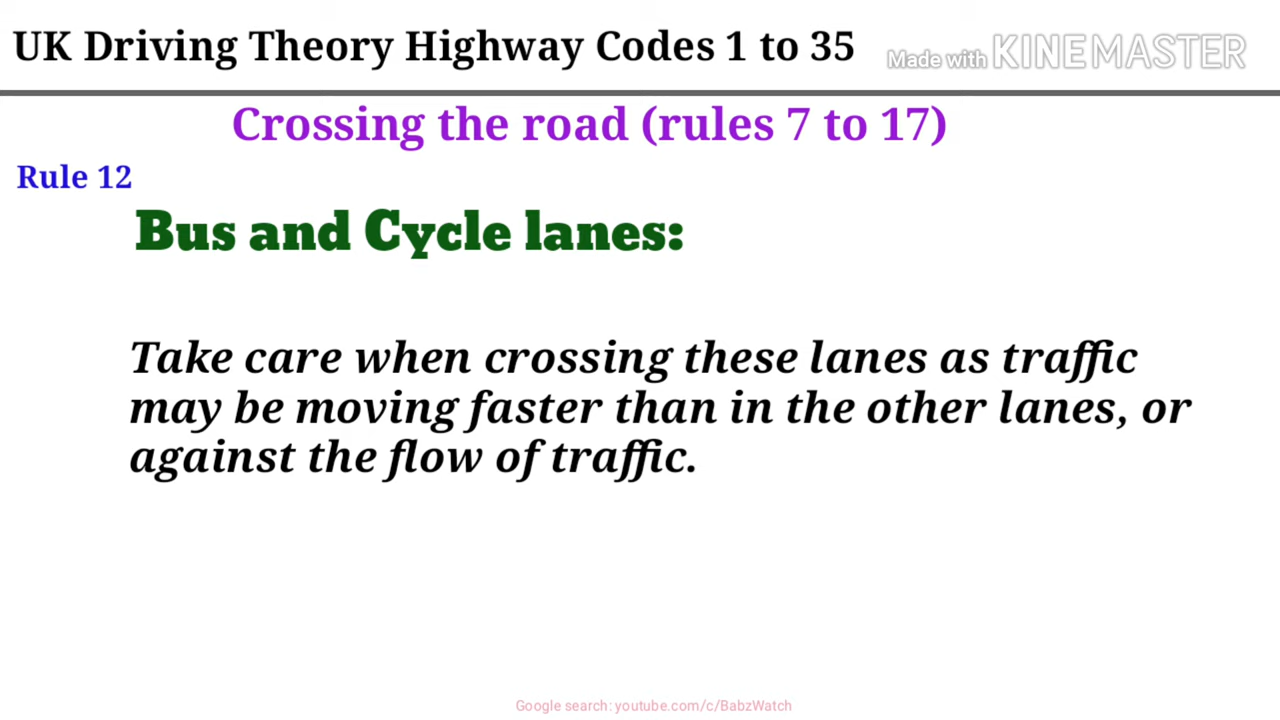 UK Driving Theory Highway Codes 1 to 35
Made with KINEMASTER
Crossing the road (rules 7 to 17)
Rule 12
Bus and Cycle lanes:
Take care when crossing these lanes as traffic
may be moving faster than in the other lanes, or
against the flow of traffic.
Google search: youtube.com/c/BabzWatch